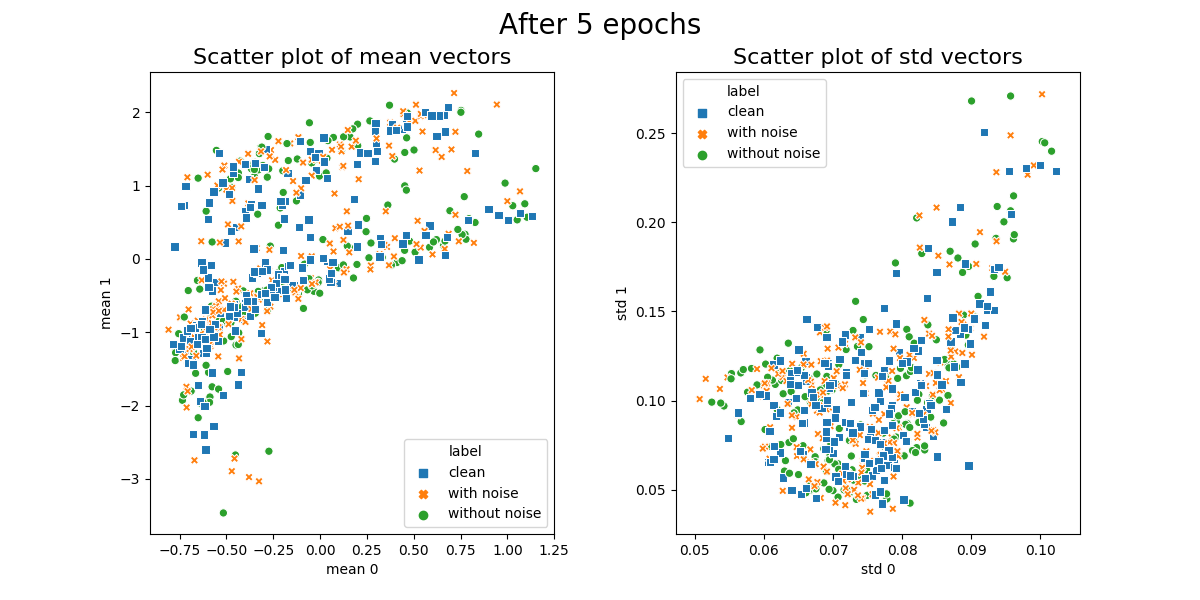 After 5 epochs
Scatter plot of mean vectors
2
1
0
−1
−2
−3
mean 1
label
clean
with noise
without noise
−0.75
−0.50
−0.25
0.00
0.25
0.50
0.75
1.00
1.25
mean 0
Scatter plot of std vectors
label
clean
with noise
without noise
0.25
0.20
0.15
0.10
0.05
std 1
0.05
0.06
0.07
0.08
0.09
0.10
std 0